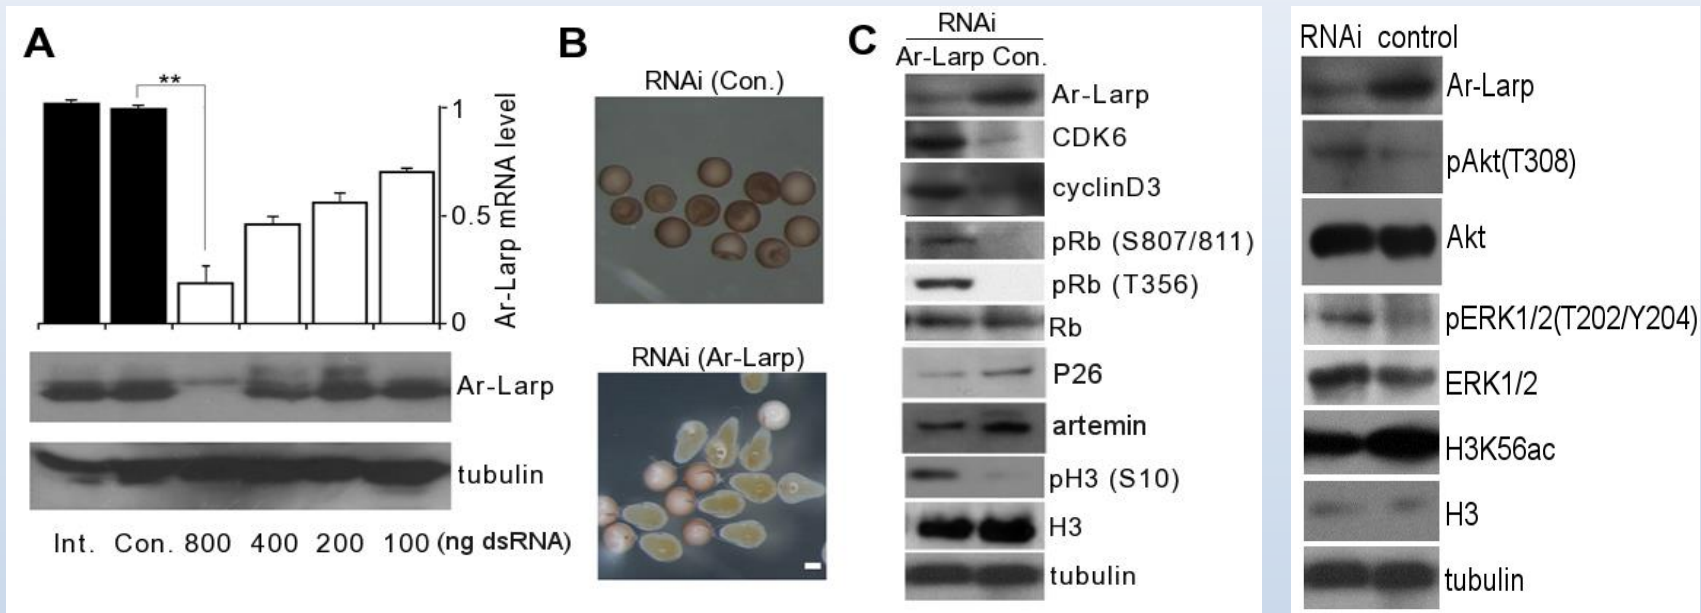 A
**
1
0.5
0
Ar-Larp mRNA level
Ar-Larp
tubulin
Int. Con. 800 400 200 100 (ng dsRNA)
B
RNAi (Con.)
RNAi (Ar-Larp)
C
RNAi
Ar-Larp Con.
Ar-Larp
CDK6
cyclinD3
pRb (S807/811)
pRb (T356)
Rb
P26
artemin
pH3 (S10)
H3
tubulin
RNAi control
Ar-Larp
pAkt(T308)
Akt
pERK1/2(T202/Y204)
ERK1/2
H3K56ac
H3
tubulin